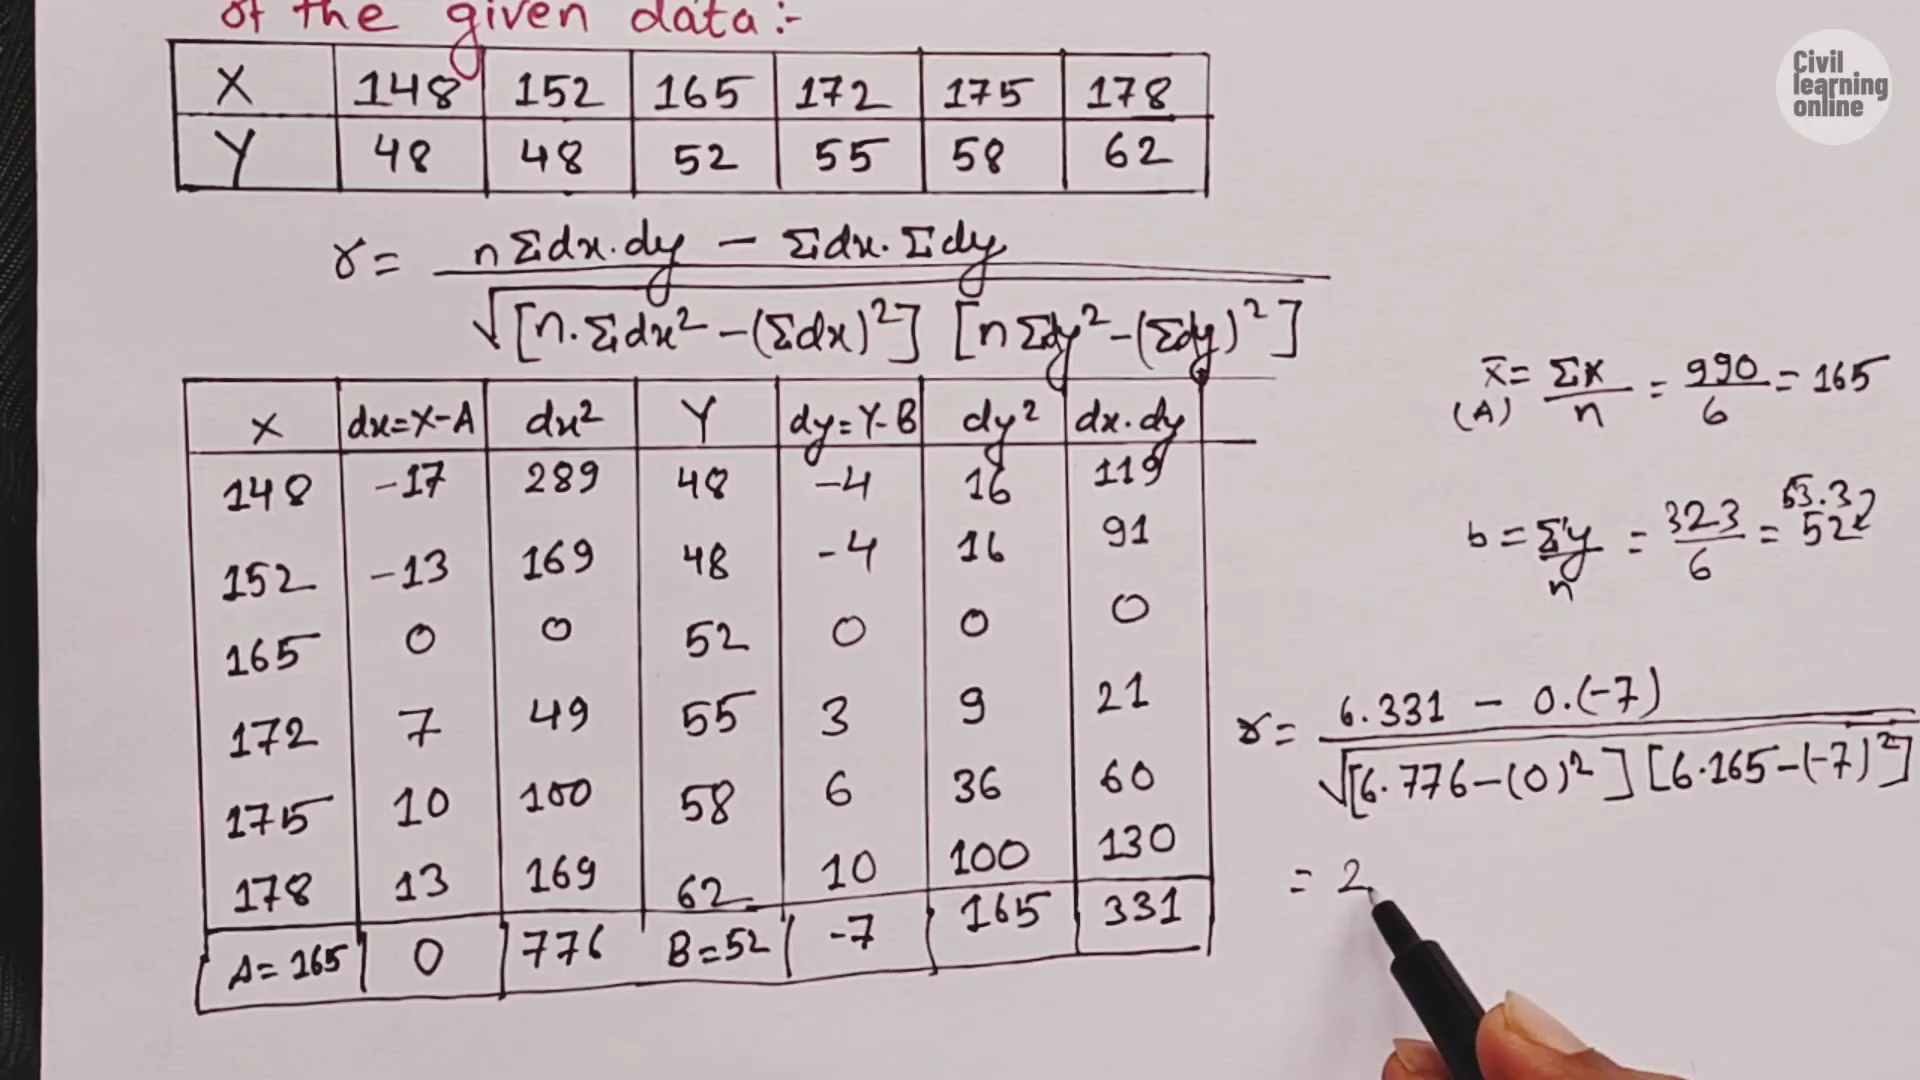 of the given data :-
X 148 152 165 172 175 178
Y 48 48 52 55 58 62
r = n Σdx.dy - Σdx. Σdy
√[n. Σdx² - (Σdx)²] [n Σdy² - (Σdy)²]
X dx=X-A dx² Y dy=Y-B dy² dx.dy
148 -17 289 48 -4 16 119
152 -13 169 48 -4 16 91
165 0 0 52 0 0 0
172 7 49 55 3 9 21
175 10 100 58 6 36 60
178 13 169 62 10 100 130
A=165 0 776 B=52 -7 165 331
x̄ = Σx = 990 = 165
(A) n 6
53.3
b = Σy = 323 = 52
n 6
r = 6.331 - 0.(-7)
√[6.776-(0)²] [6.165-(-7)²]
= 2
Civil
learning
online